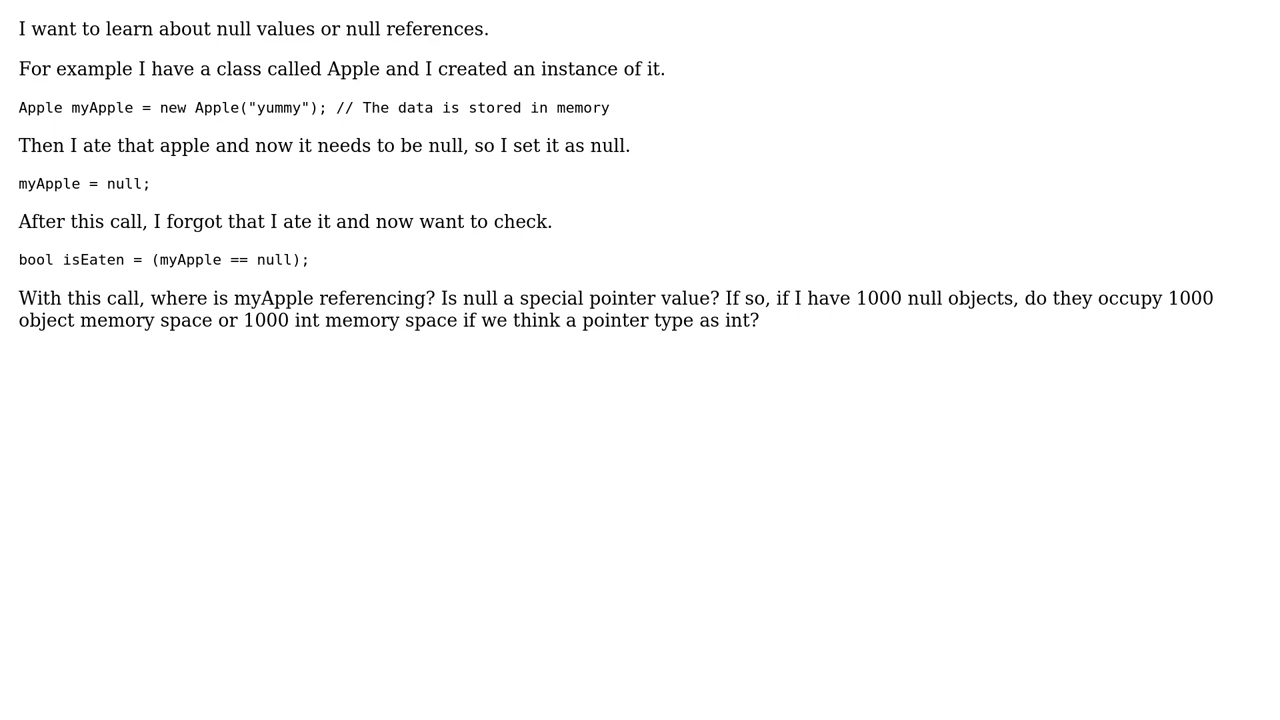 I want to learn about null values or null references.
For example I have a class called Apple and I created an instance of it.
Apple myApple = new Apple("yummy"); // The data is stored in memory
Then I ate that apple and now it needs to be null, so I set it as null.
myApple = null;
After this call, I forgot that I ate it and now want to check.
bool isEaten = (myApple == null);
With this call, where is myApple referencing? Is null a special pointer value? If so, if I have 1000 null objects, do they occupy 1000
object memory space or 1000 int memory space if we think a pointer type as int?